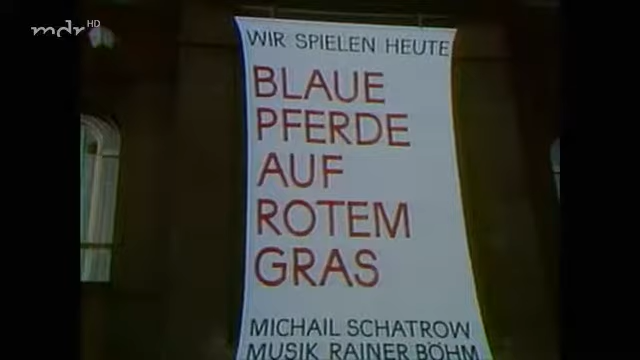 mdr HD
WIR SPIELEN HEUTE
BLAUE
PFERDE
AUF
ROTEM
GRAS
MICHAIL SCHATROW
MUSIK RAINER BÖHM